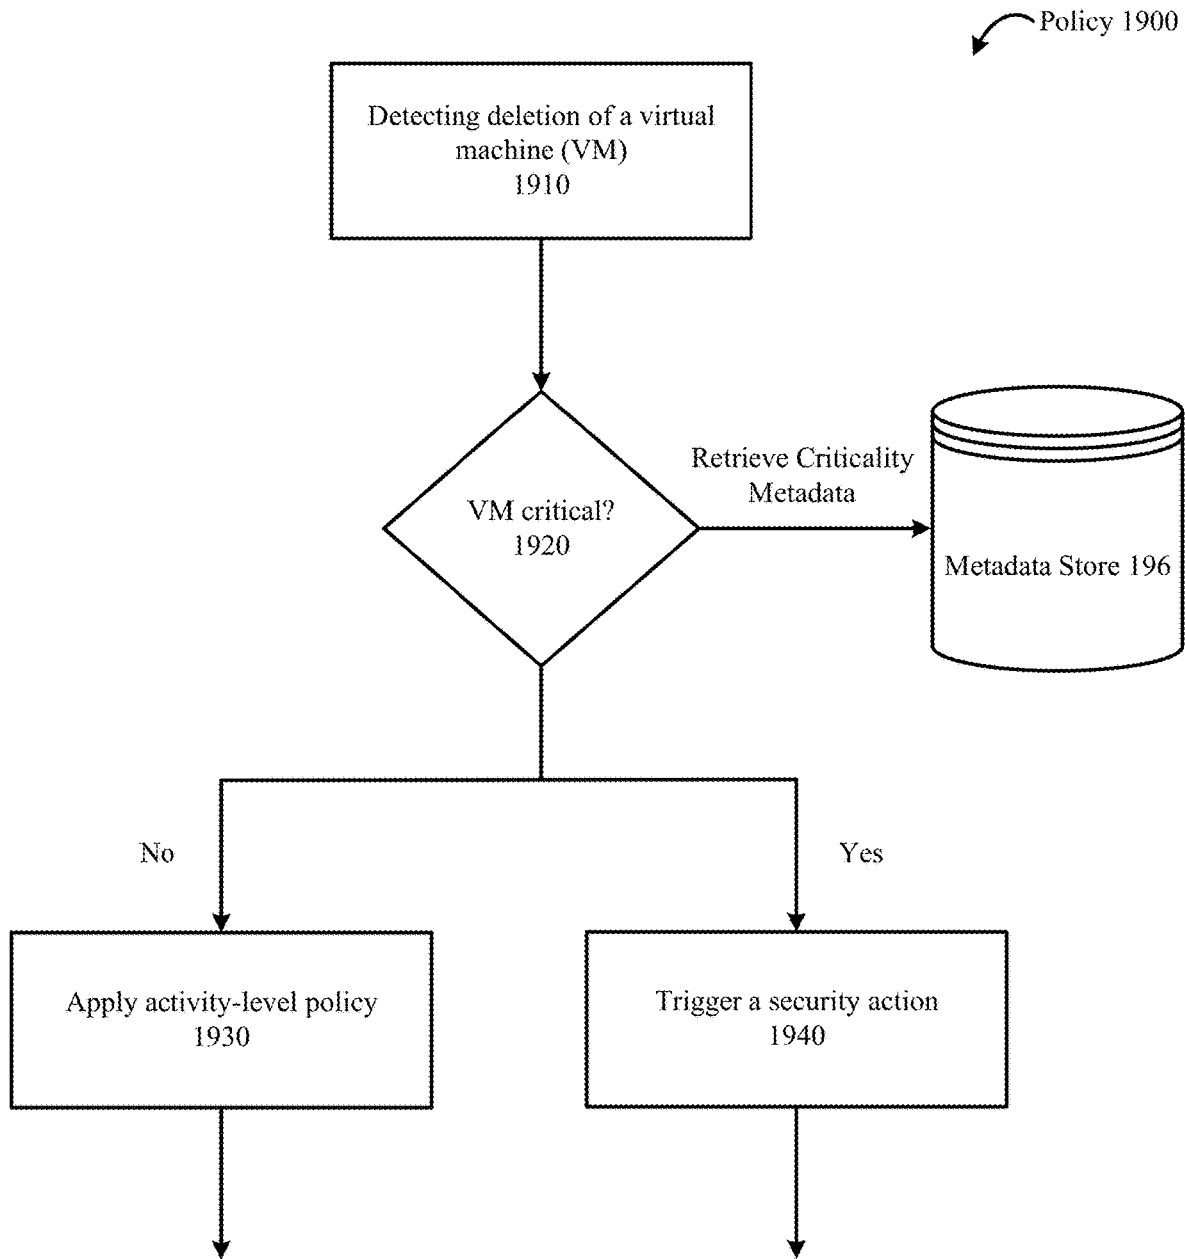 Policy 1900
Detecting deletion of a virtual
machine (VM)
1910
Retrieve Criticality
Metadata
VM critical?
1920
Metadata Store 196
No
Yes
Apply activity-level policy
1930
Trigger a security action
1940